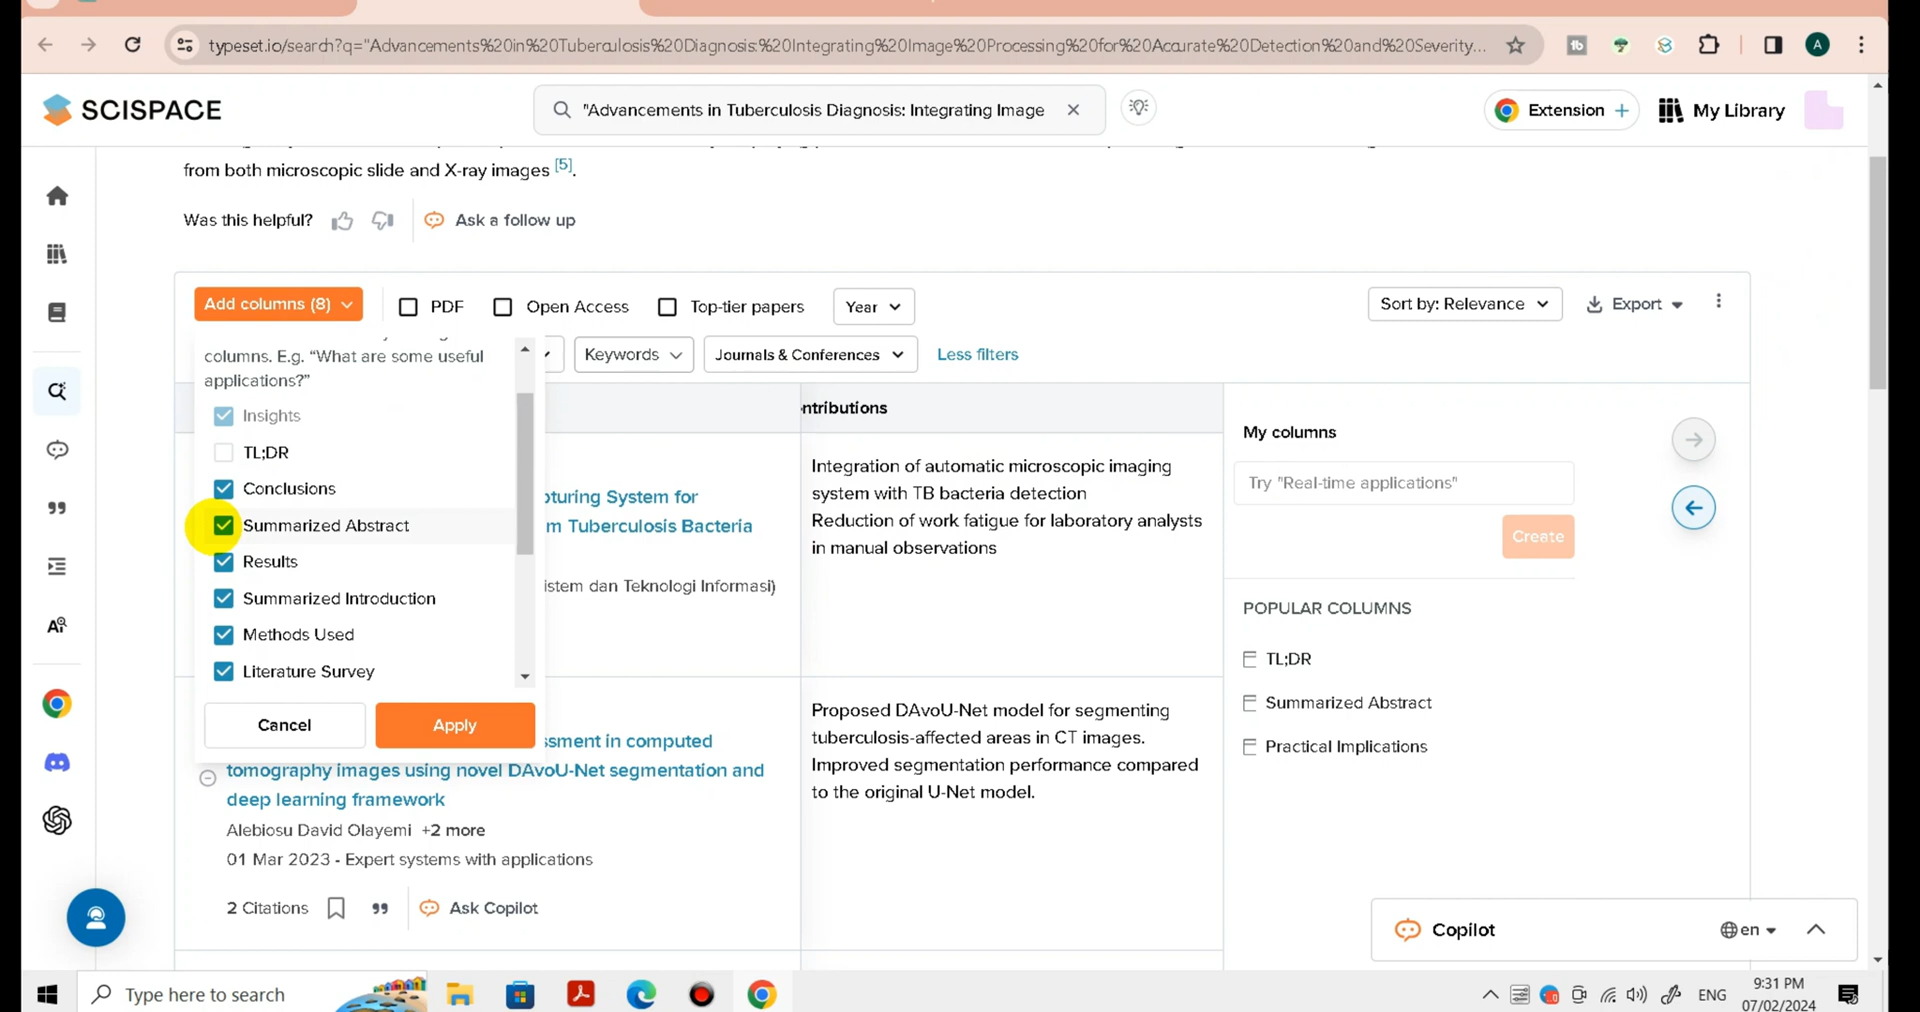 typeset.io/search?q="Advancements%20in%20Tuberculosis%20Diagnosis:%20Integrating%20Image%20Processing%20for%20Accurate%20Detection%20and%20Severity...
tb
A
SCISPACE
"Advancements in Tuberculosis Diagnosis: Integrating Image
Extension +
My Library
from both microscopic slide and X-ray images [5].
Was this helpful?
Ask a follow up
Add columns (8)
PDF
Open Access
Top-tier papers
Year
Sort by: Relevance
Export
Keywords
Journals & Conferences
Less filters
columns. E.g. "What are some useful
applications?"
Insights
TL;DR
Conclusions
Summarized Abstract
Results
Summarized Introduction
Methods Used
Literature Survey
Cancel
Apply
ntributions
pturing System for
m Tuberculosis Bacteria
istem dan Teknologi Informasi)
Integration of automatic microscopic imaging
system with TB bacteria detection
Reduction of work fatigue for laboratory analysts
in manual observations
ssment in computed
tomography images using novel DAvoU-Net segmentation and
deep learning framework
Alebiosu David Olayemi +2 more
01 Mar 2023 - Expert systems with applications
2 Citations
Ask Copilot
Proposed DAvoU-Net model for segmenting
tuberculosis-affected areas in CT images.
Improved segmentation performance compared
to the original U-Net model.
My columns
Try "Real-time applications"
Create
POPULAR COLUMNS
TL;DR
Summarized Abstract
Practical Implications
Copilot
en
Type here to search
ENG
9:31 PM
07/02/2024